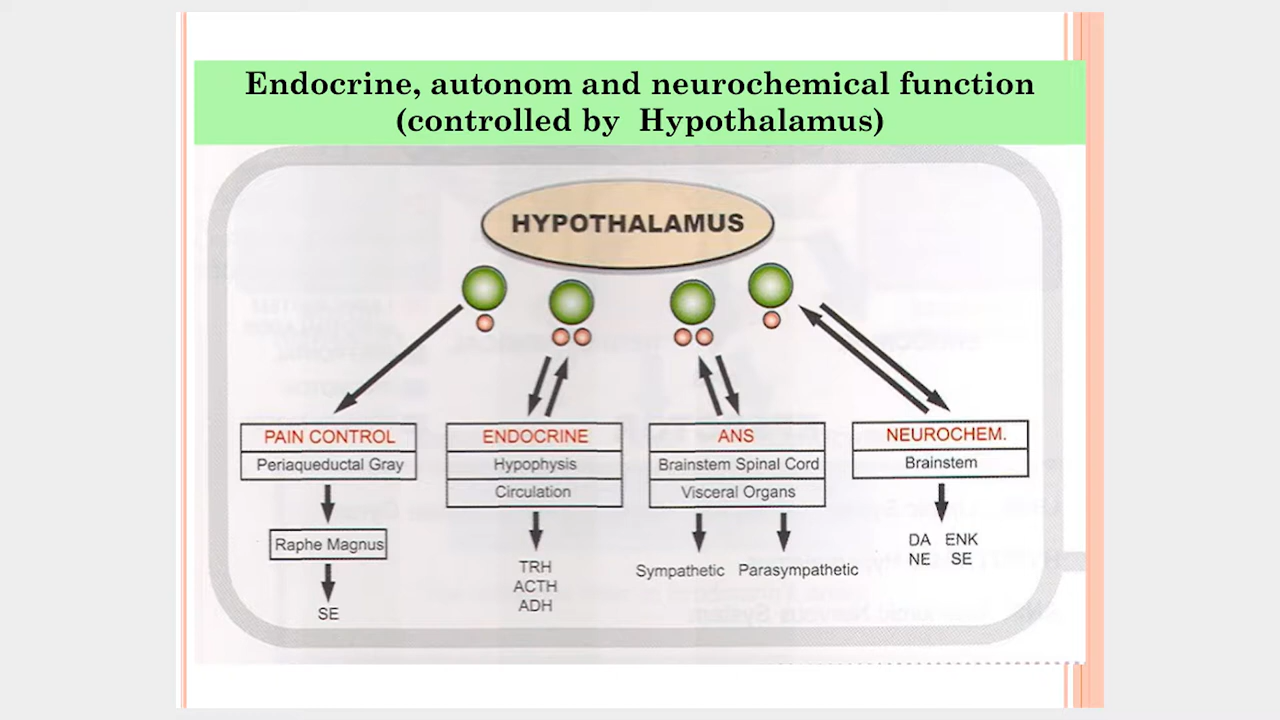 Endocrine, autonom and neurochemical function
(controlled by Hypothalamus)
HYPOTHALAMUS
PAIN CONTROL
Periaqueductal Gray
Raphe Magnus
SE
ENDOCRINE
Hypophysis
Circulation
TRH
ACTH
ADH
ANS
Brainstem Spinal Cord
Visceral Organs
Sympathetic Parasympathetic
NEUROCHEM.
Brainstem
DA ENK
NE SE